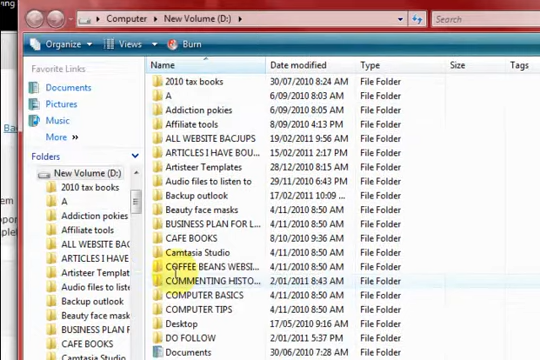 ying
Computer ▸ New Volume (D:) ▸
Search
Organize Views Burn
Favorite Links
Documents
Pictures
Music
More »
Folders
New Volume (D:)
2010 tax books
A
Addiction pokies
Affiliate tools
ALL WEBSITE BA
ARTICLES I HAVE
Artisteer Templat
Audio files to liste
Backup outlook
Beauty face masks
BUSINESS PLAN F
CAFE BOOKS
Camtasia Studio
Name Date modified Type Size Tags
2010 tax books 30/07/2010 8:24 AM File Folder
A 6/09/2010 8:03 AM File Folder
Addiction pokies 6/09/2010 8:05 AM File Folder
Affiliate tools 8/09/2010 4:13 PM File Folder
ALL WEBSITE BACJUPS 19/02/2011 9:56 AM File Folder
ARTICLES I HAVE BOU... 15/02/2011 2:17 PM File Folder
Artisteer Templates 28/12/2010 8:15 AM File Folder
Audio files to listen to 29/11/2010 6:43 PM File Folder
Backup outlook 17/02/2011 10:09 ... File Folder
Beauty face masks 4/11/2010 8:50 AM File Folder
BUSINESS PLAN FOR L... 4/11/2010 8:50 AM File Folder
CAFE BOOKS 8/10/2010 9:36 AM File Folder
Camtasia Studio 4/11/2010 8:50 AM File Folder
COFFEE BEANS WEBSI... 4/11/2010 8:50 AM File Folder
COMMENTING HISTO... 2/01/2011 8:43 AM File Folder
COMPUTER BASICS 4/11/2010 8:50 AM File Folder
COMPUTER TIPS 4/11/2010 8:50 AM File Folder
Desktop 17/05/2010 9:16 AM File Folder
DO FOLLOW 4/11/2010 5:37 PM File Folder
Documents 30/06/2010 7:28 AM File Folder